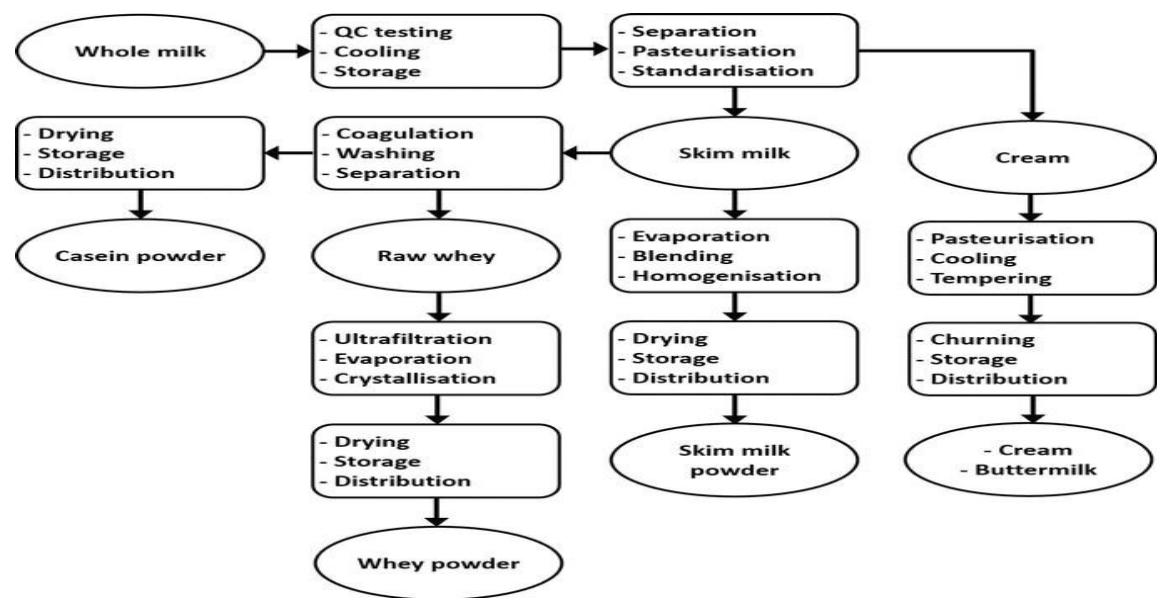 Whole milk
- QC testing
- Cooling
- Storage
- Separation
- Pasteurisation
- Standardisation
- Drying
- Storage
- Distribution
- Coagulation
- Washing
- Separation
Skim milk
Cream
Casein powder
Raw whey
- Evaporation
- Blending
- Homogenisation
- Pasteurisation
- Cooling
- Tempering
- Ultrafiltration
- Evaporation
- Crystallisation
- Drying
- Storage
- Distribution
- Churning
- Storage
- Distribution
- Drying
- Storage
- Distribution
Skim milk
powder
- Cream
- Buttermilk
Whey powder